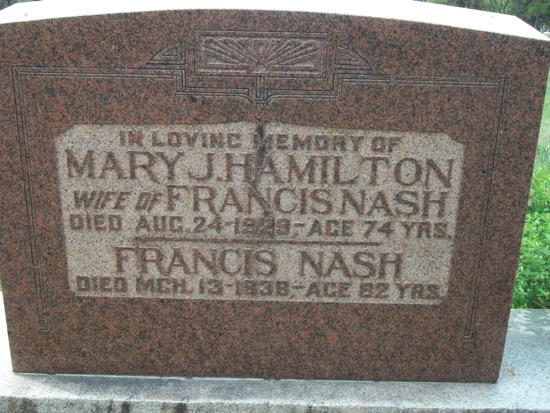 IN LOVING MEMORY OF
MARY J. HAMILTON
WIFE OF FRANCIS NASH
DIED AUG. 24-1929-AGE 74 YRS.
FRANCIS NASH
DIED MCH. 13-1938,-AGE 82 YRS.